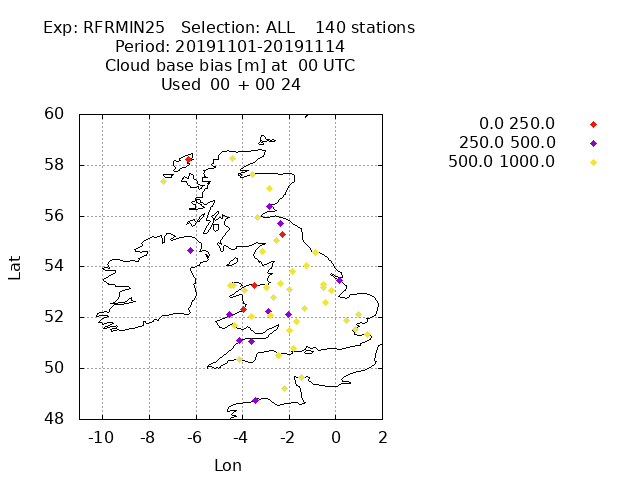 Exp: RFRMIN25 Selection: ALL 140 stations
Period: 20191101-20191114
Cloud base bias [m] at 00 UTC
Used 00 + 00 24
0.0 250.0
250.0 500.0
500.0 1000.0
60
58
56
54
52
50
48
Lat
-10 -8 -6 -4 -2 0 2
Lon